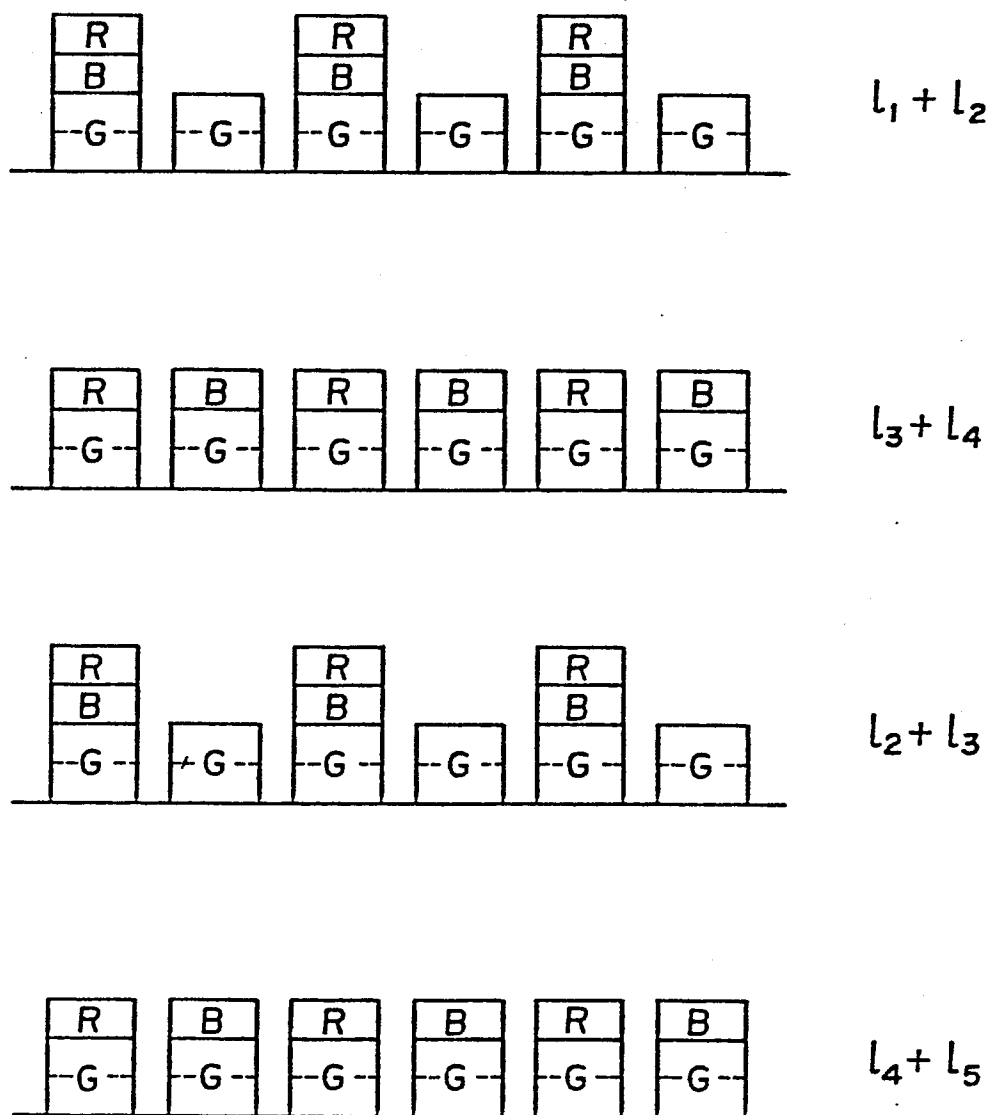 R R R
B B B
G G G G G G l₁ + l₂
R B R B R B
G G G G G G l₃ + l₄
R R R
B B B
G G G G G G l₂ + l₃
R B R B R B
G G G G G G l₄ + l₅